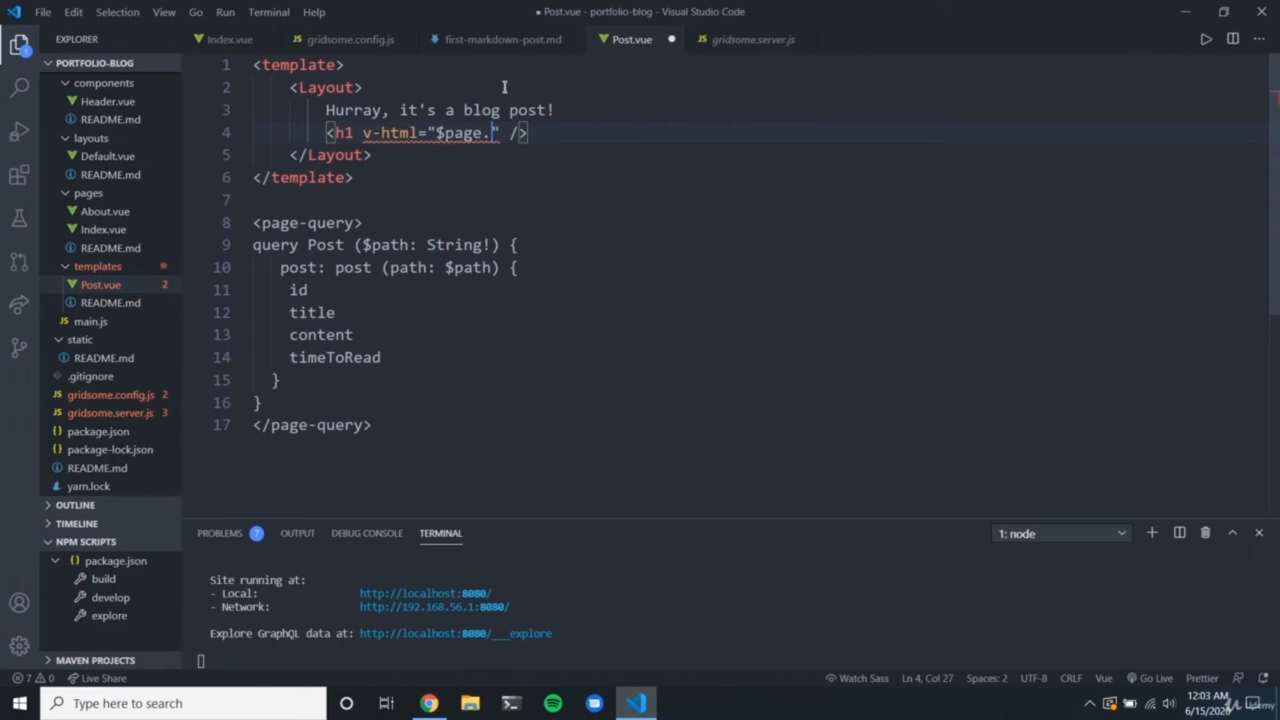 File Edit Selection View Go Run Terminal Help
● Post.vue - portfolio-blog - Visual Studio Code
EXPLORER
Index.vue
gridsome.config.js
first-markdown-post.md
Post.vue
gridsome.server.js
PORTFOLIO-BLOG
components
Header.vue
README.md
layouts
Default.vue
README.md
pages
About.vue
Index.vue
README.md
templates
Post.vue 2
README.md
main.js
static
README.md
.gitignore
gridsome.config.js 2
gridsome.server.js 3
package.json
package-lock.json
README.md
yarn.lock
OUTLINE
TIMELINE
NPM SCRIPTS
package.json
build
develop
explore
MAVEN PROJECTS
1 <template>
2 <Layout>
3 Hurray, it's a blog post!
4 <h1 v-html="$page." />
5 </Layout>
6 </template>
7
8 <page-query>
9 query Post ($path: String!) {
10 post: post (path: $path) {
11 id
12 title
13 content
14 timeToRead
15 }
16 }
17 </page-query>
PROBLEMS 7 OUTPUT DEBUG CONSOLE TERMINAL
1: node
Site running at:
- Local: http://localhost:8080/
- Network: http://192.168.56.1:8080/
Explore GraphQL data at: http://localhost:8080/___explore
7 0 Live Share
Watch Sass Ln 4, Col 27 Spaces: 2 UTF-8 CRLF Vue Go Live Prettier
Type here to search
12:03 AM
6/15/2020
Udemy